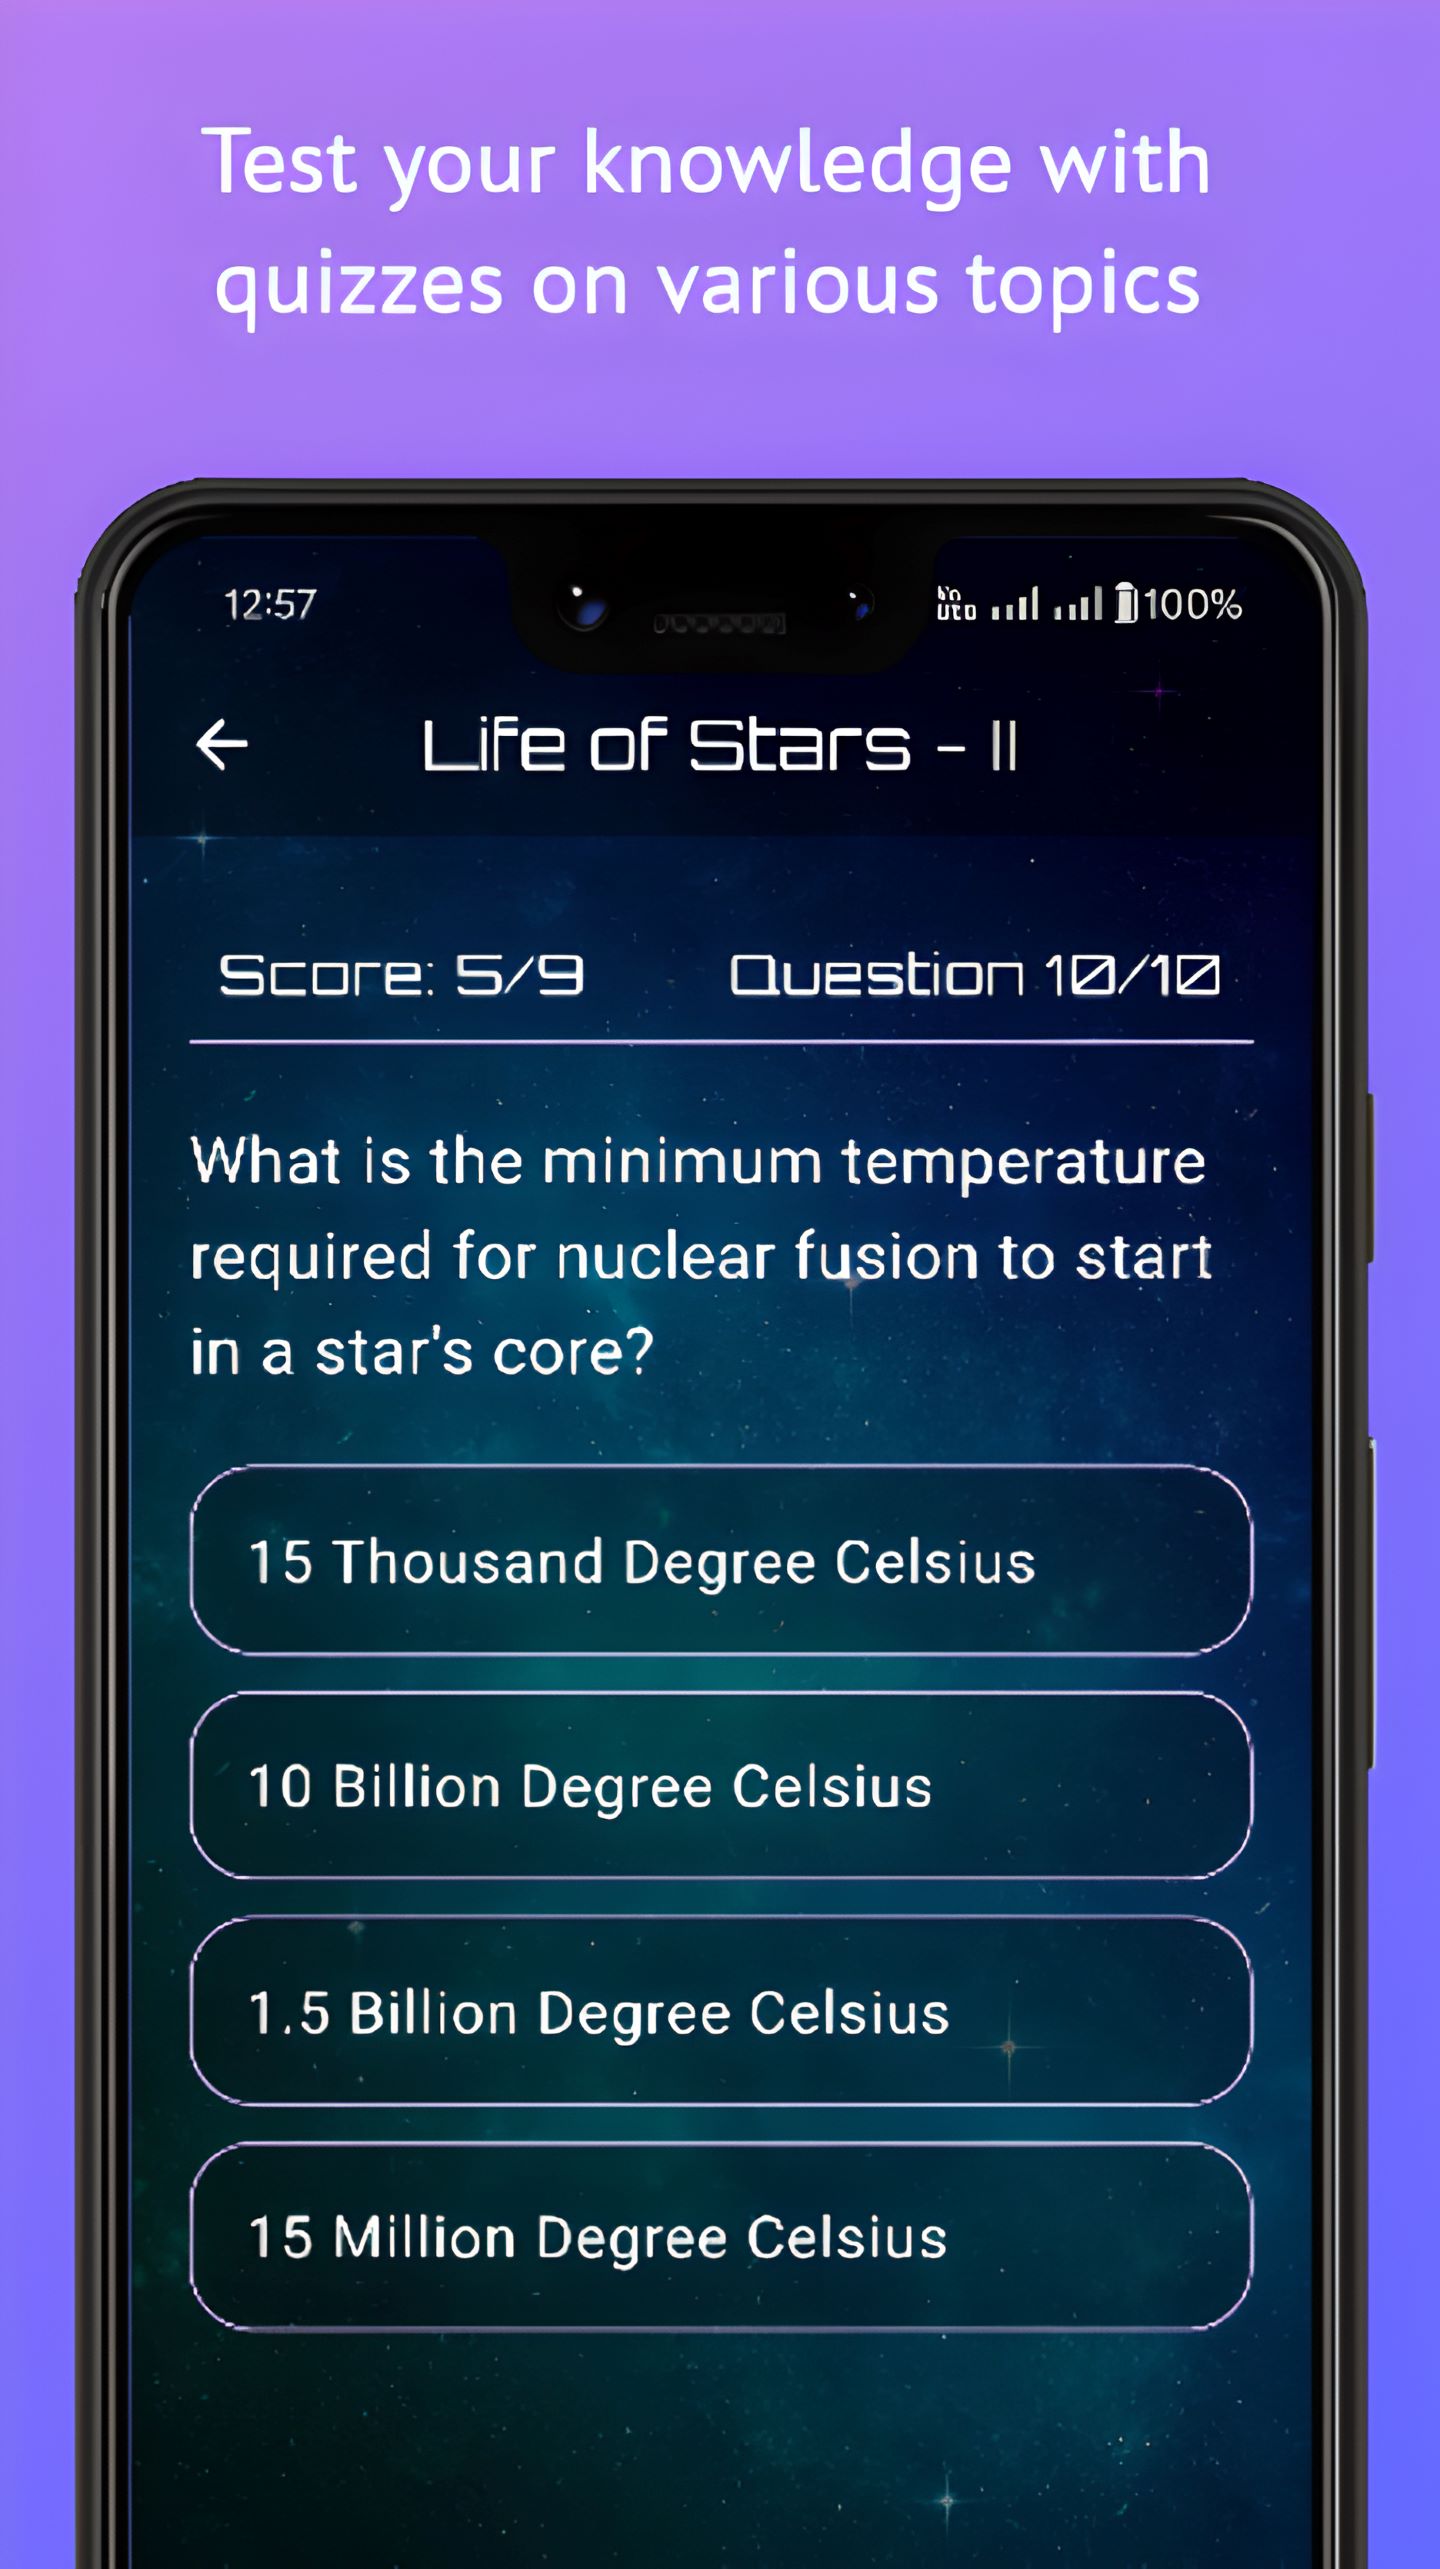 Test your knowledge with
quizzes on various topics
12:57
100%
Life of Stars - II
Score: 5/9
Question 10/10
What is the minimum temperature
required for nuclear fusion to start
in a star's core?
15 Thousand Degree Celsius
10 Billion Degree Celsius
1.5 Billion Degree Celsius
15 Million Degree Celsius